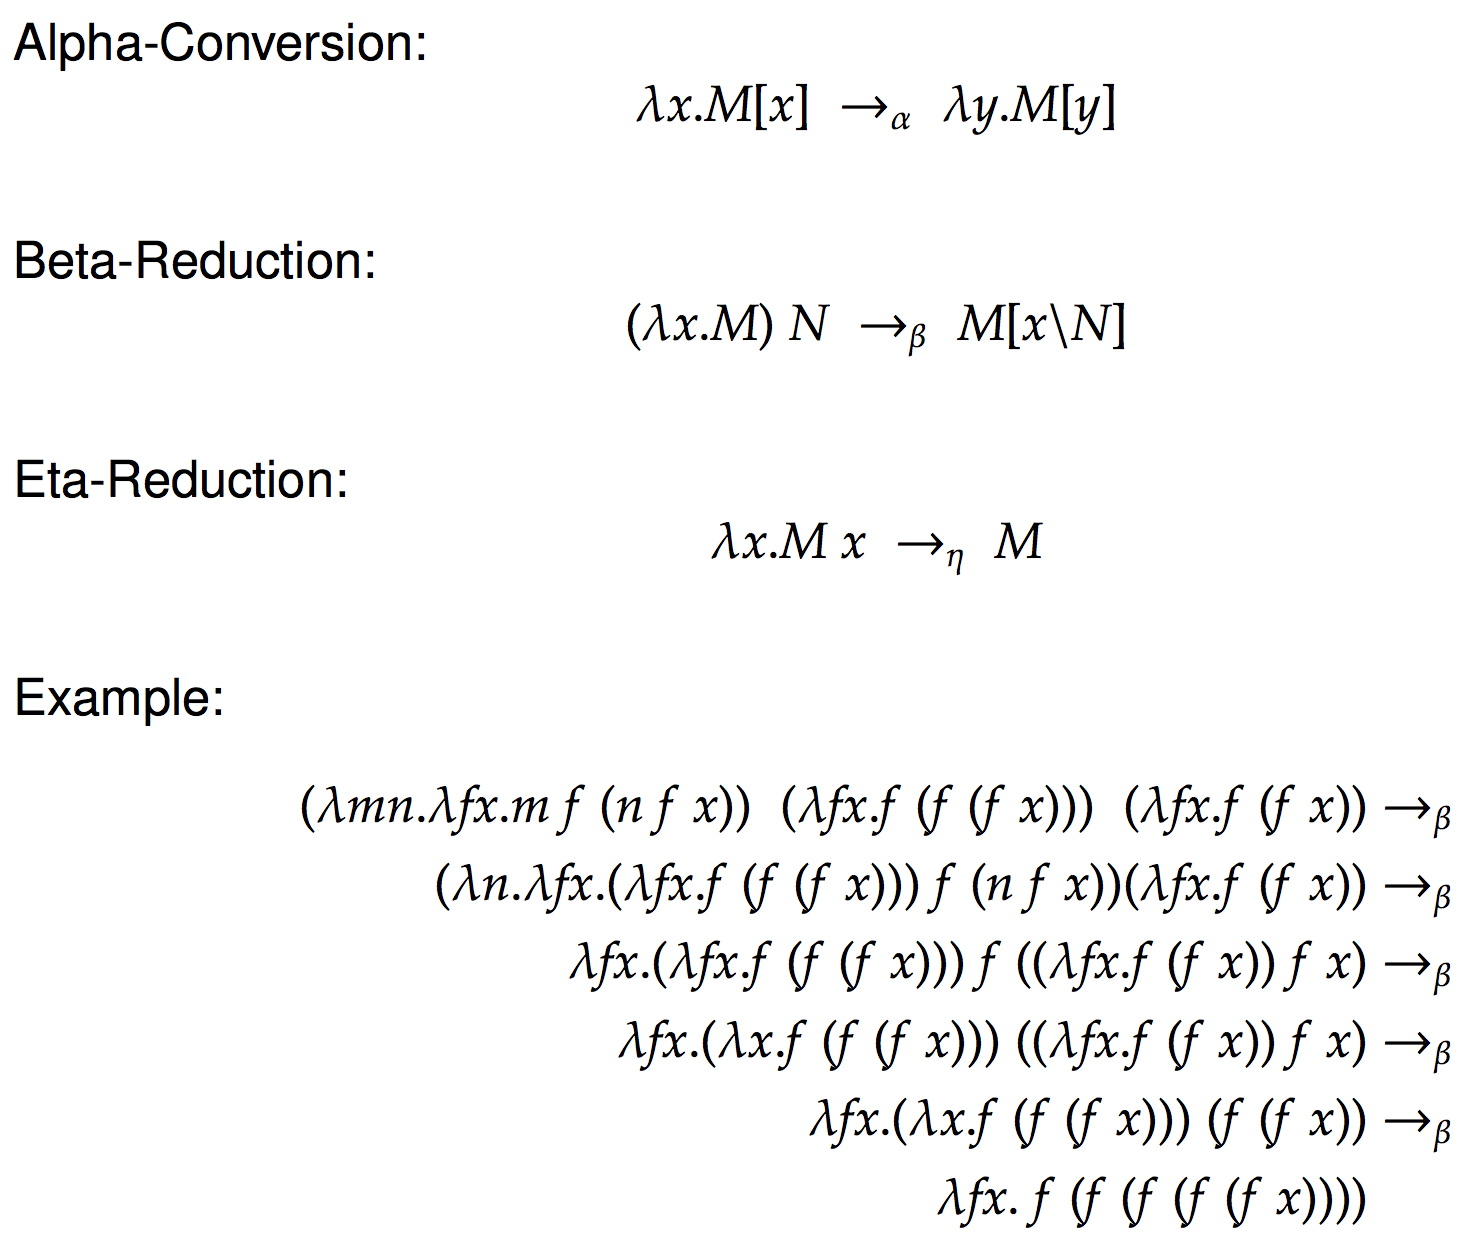 Alpha-Conversion:
λx.M[x] →α λy.M[y]
Beta-Reduction:
(λx.M) N →β M[x\N]
Eta-Reduction:
λx.M x →η M
Example:
(λmn.λfx.m f (n f x)) (λfx.f (f (f x))) (λfx.f (f x)) →β
(λn.λfx.(λfx.f (f (f x))) f (n f x))(λfx.f (f x)) →β
λfx.(λfx.f (f (f x))) f ((λfx.f (f x)) f x) →β
λfx.(λx.f (f (f x))) ((λfx.f (f x)) f x) →β
λfx.(λx.f (f (f x))) (f (f x)) →β
λfx. f (f (f (f (f x))))